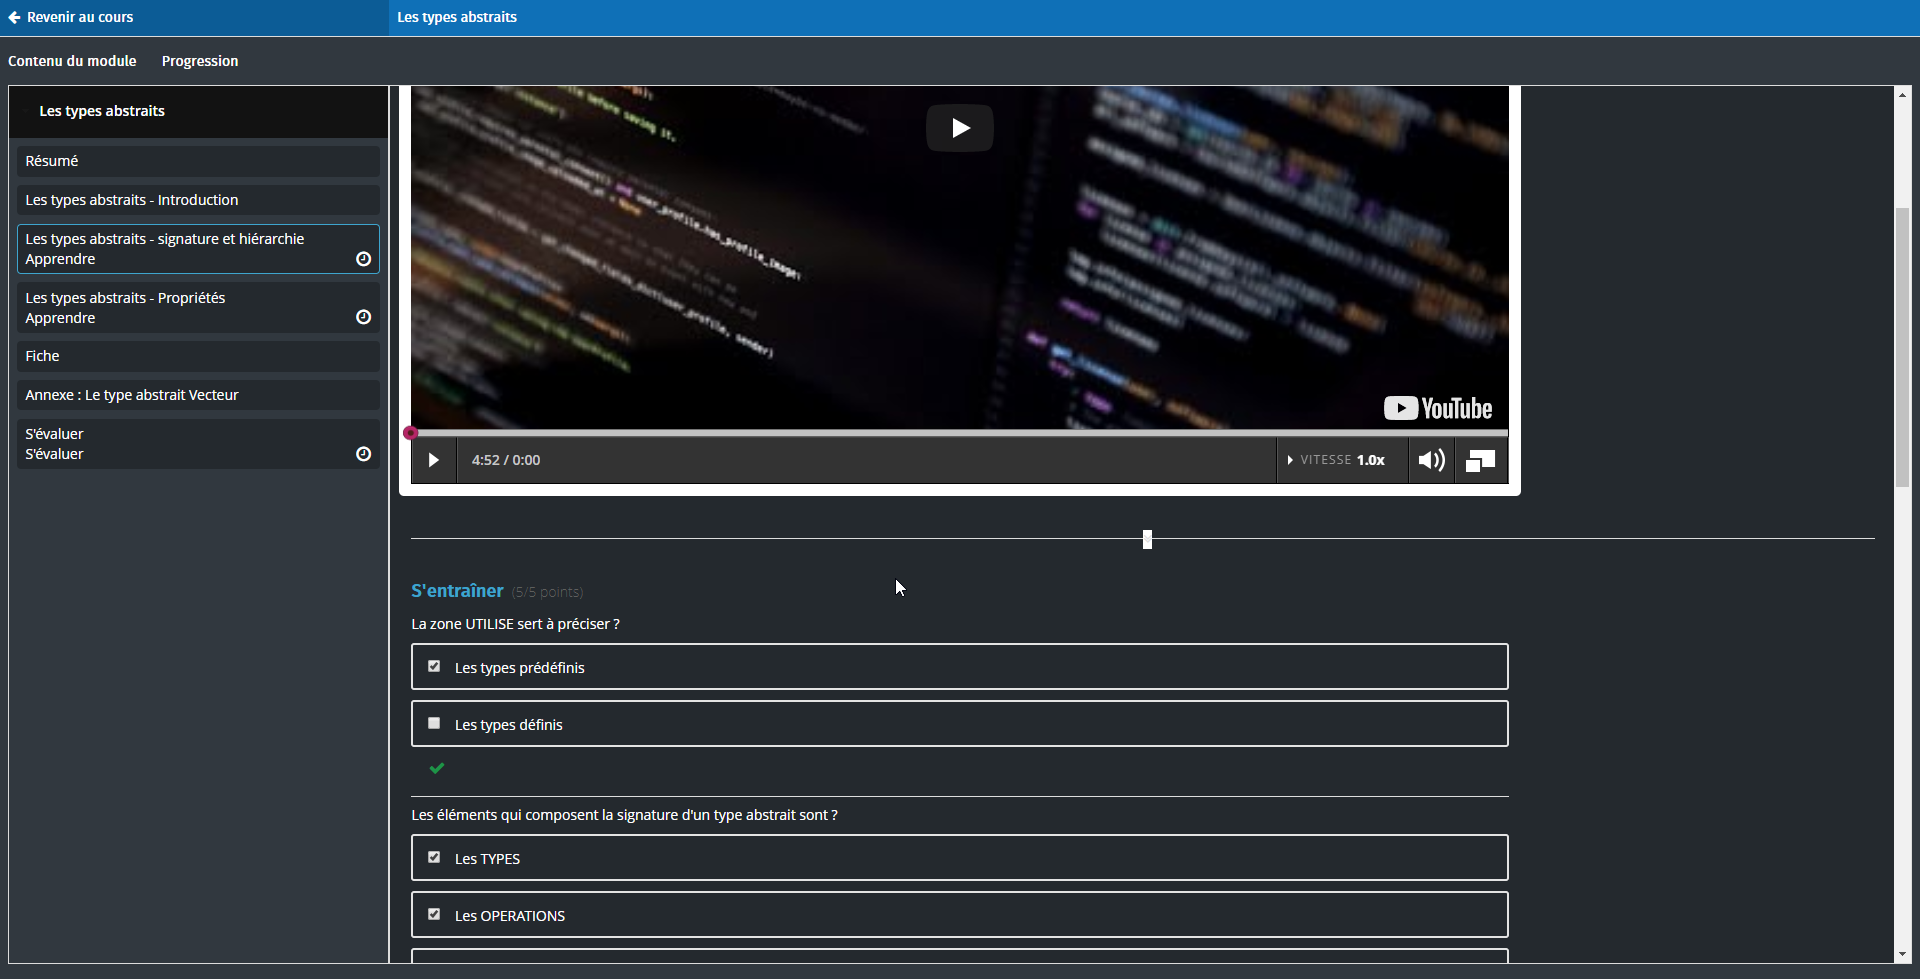 Revenir au cours
Les types abstraits
Contenu du module
Progression
Les types abstraits
Résumé
Les types abstraits - Introduction
Les types abstraits - signature et hiérarchie
Apprendre
Les types abstraits - Propriétés
Apprendre
Fiche
Annexe : Le type abstrait Vecteur
S'évaluer
S'évaluer
YouTube
4:52 / 0:00
VITESSE 1.0x
S'entraîner (5/5 points)
La zone UTILISE sert à préciser ?
Les types prédéfinis
Les types définis
Les éléments qui composent la signature d'un type abstrait sont ?
Les TYPES
Les OPERATIONS